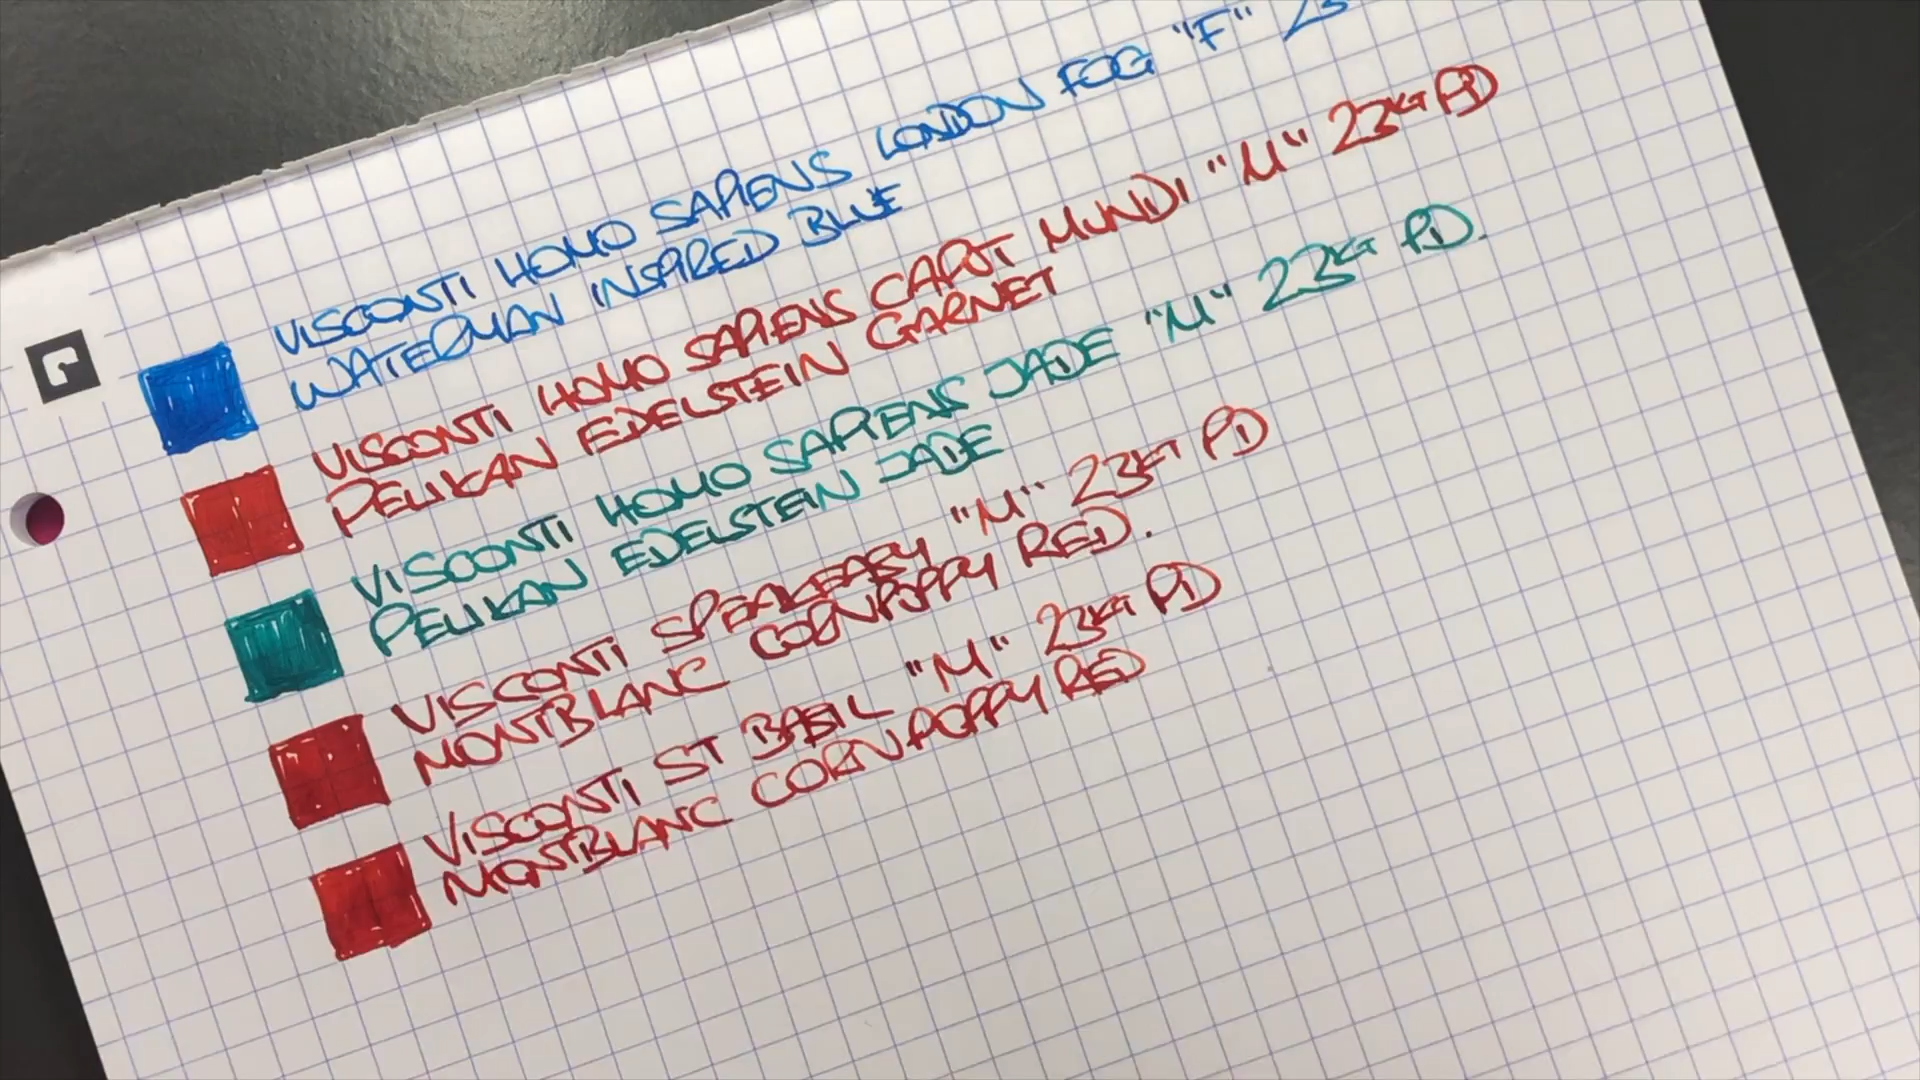 VISCONTI HOMO SAPIENS LONDON FOG "F" 23
WATERMAN INSPIRED BLUE
VISCONTI HOMO SAPIENS CAPUT MUNDI "M" 23KT PD
PELIKAN EDELSTEIN GARNET
VISCONTI HOMO SAPIENS JADE "M" 23KT PD.
PELIKAN EDELSTEIN JADE
VISCONTI SPEAKEASY "M" 23KT PD
MONTBLANC CORNPOPPY RED.
VISCONTI ST BASIL "M" 23KT PD
MONTBLANC CORN POPPY RED